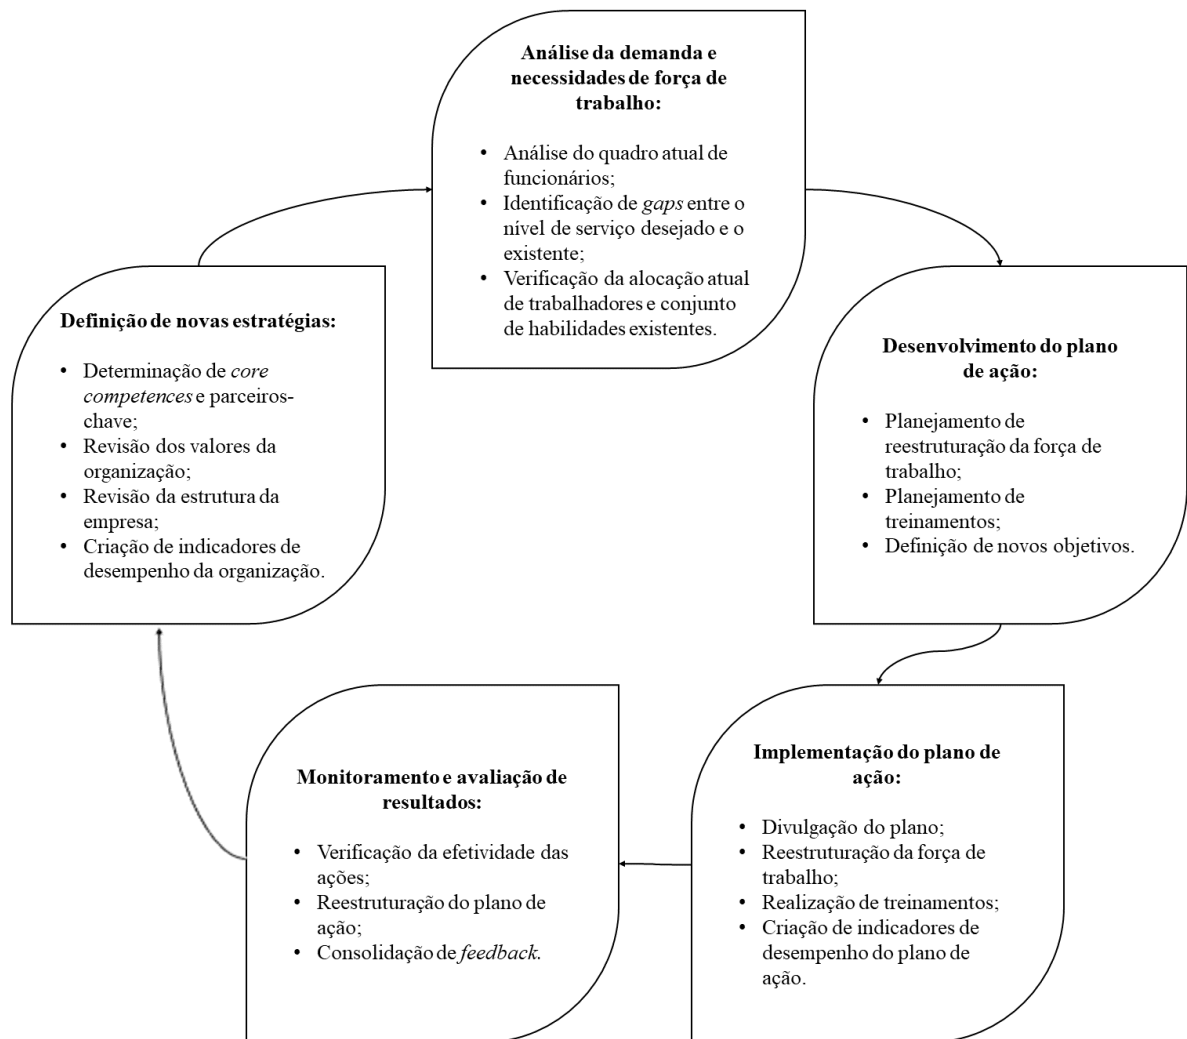 Análise da demanda e
necessidades de força de
trabalho:
• Análise do quadro atual de
funcionários;
• Identificação de gaps entre o
nível de serviço desejado e o
existente;
• Verificação da alocação atual
de trabalhadores e conjunto
de habilidades existentes.
Definição de novas estratégias:
• Determinação de core
competences e parceiros-
chave;
• Revisão dos valores da
organização;
• Revisão da estrutura da
empresa;
• Criação de indicadores de
desempenho da organização.
Desenvolvimento do plano
de ação:
• Planejamento de
reestruturação da força de
trabalho;
• Planejamento de
treinamentos;
• Definição de novos objetivos.
Monitoramento e avaliação de
resultados:
• Verificação da efetividade das
ações;
• Reestruturação do plano de
ação;
• Consolidação de feedback.
Implementação do plano de
ação:
• Divulgação do plano;
• Reestruturação da força de
trabalho;
• Realização de treinamentos;
• Criação de indicadores de
desempenho do plano de
ação.